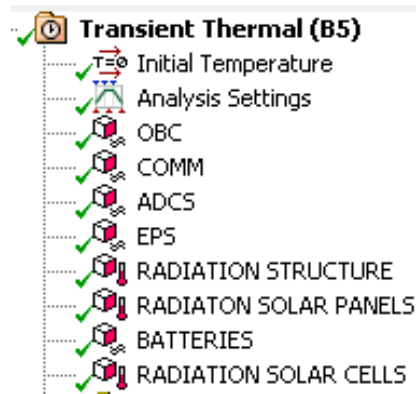 Transient Thermal (B5)
T=0 Initial Temperature
Analysis Settings
OBC
COMM
ADCS
EPS
RADIATION STRUCTURE
RADIATON SOLAR PANELS
BATTERIES
RADIATION SOLAR CELLS